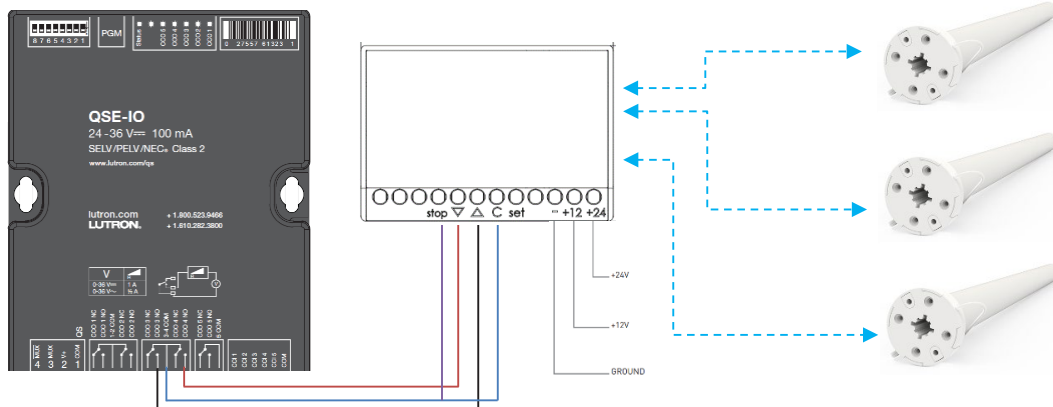 8 7 6 5 4 3 2 1
PGM
Status
CCO 5
CCO 4
CCO 3
CCO 2
CCO 1
0 27557 61323 1
QSE-IO
24 -36 V⎓ 100 mA
SELV/PELV/NEC® Class 2
www.lutron.com/qs
lutron.com + 1.800.523.9466
LUTRON. + 1.610.282.3800
V
0-36 V⎓ 1 A
0-36 V~ ½ A
V
4 MUX
3 MUX
2 V+
1 COM
QS
CCO 1 NC
CCO 1 NO
1-2 COM
CCO 2 NC
CCO 2 NO
CCO 3 NC
CCO 3 NO
3-4 COM
CCO 4 NC
CCO 4 NO
CCO 5 NC
CCO 5 NO
5 COM
CCI 1
CCI 2
CCI 3
CCI 4
CCI 5
COM
stop ▽ △ C set +12 +24
+24V
+12V
GROUND